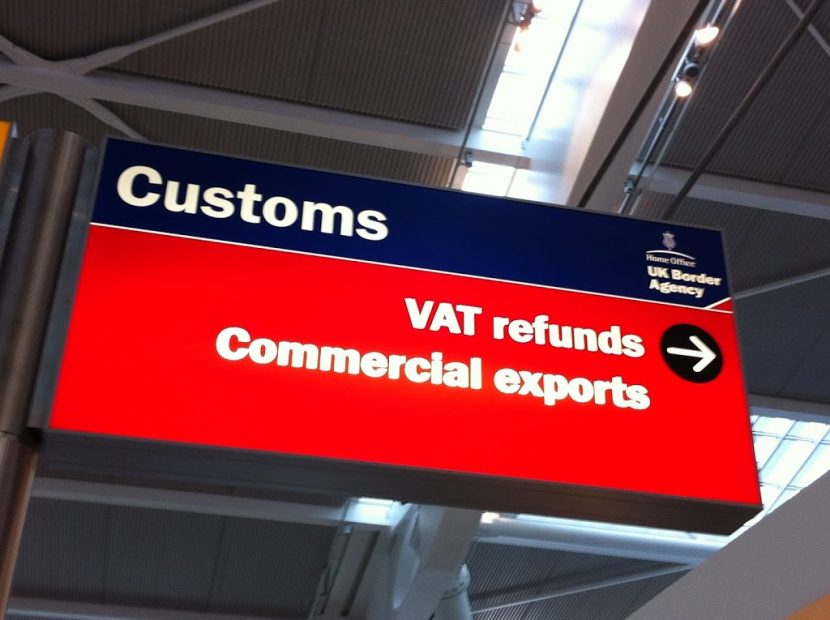 Customs
Home Office
UK Border
Agency
VAT refunds
Commercial exports